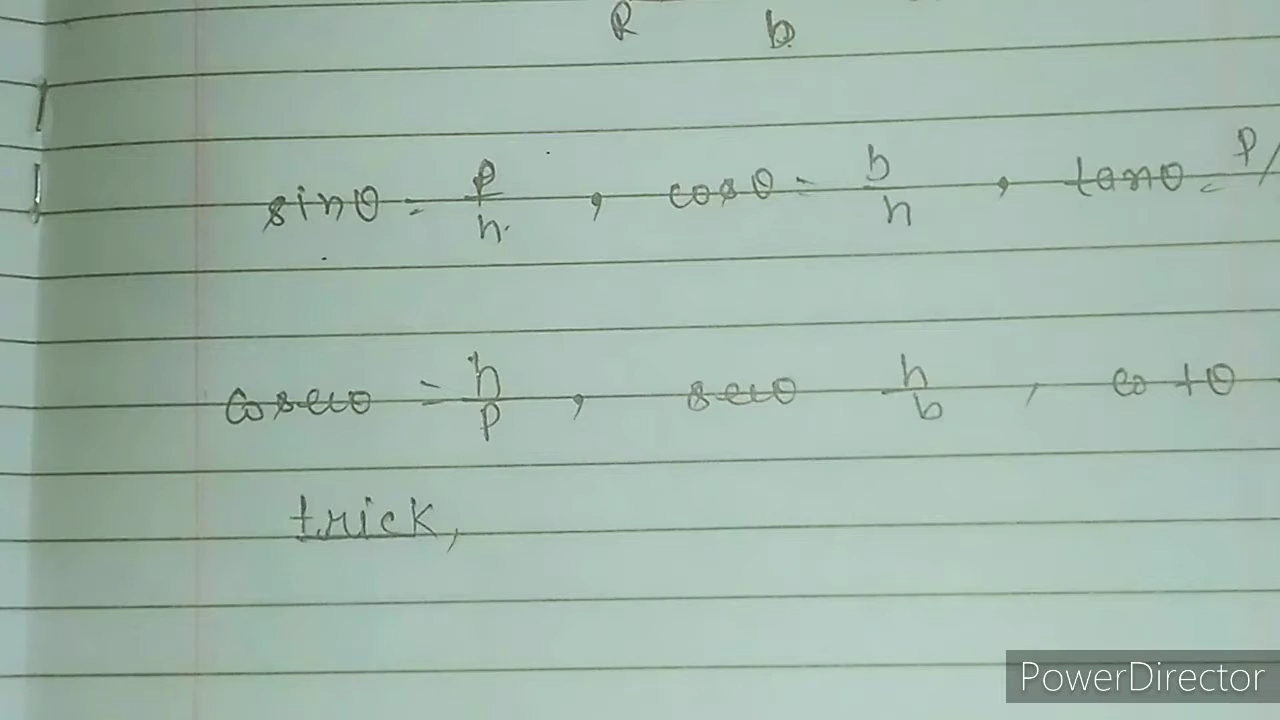 R b
sinθ = p/h , cosθ = b/h , tanθ = p/
cosecθ = h/p , secθ h/b , cotθ
trick,
PowerDirector